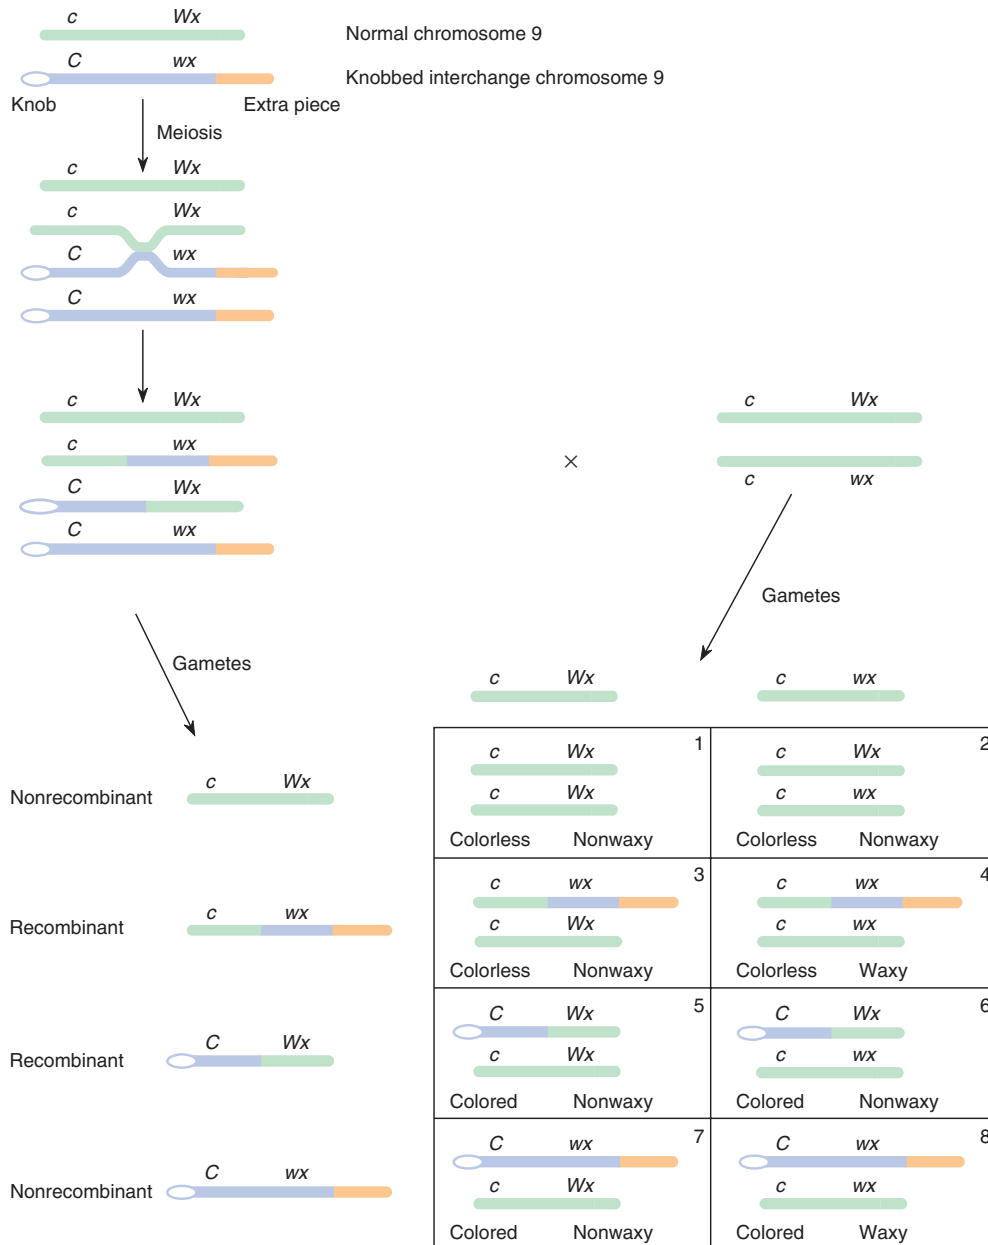 c Wx
Normal chromosome 9
C wx
Knobbed interchange chromosome 9
Knob Extra piece
Meiosis
c Wx
c Wx
C wx
C wx
c Wx
c wx
C Wx
C wx
×
c Wx
c wx
Gametes
Gametes
c Wx
c wx
Nonrecombinant
c Wx
1
c Wx
c Wx
Colorless Nonwaxy
2
c Wx
c wx
Colorless Nonwaxy
Recombinant
c wx
3
c wx
c Wx
Colorless Nonwaxy
4
c wx
c wx
Colorless Waxy
Recombinant
C Wx
5
C Wx
c Wx
Colored Nonwaxy
6
C Wx
c wx
Colored Nonwaxy
Nonrecombinant
C wx
7
C wx
c Wx
Colored Nonwaxy
8
C wx
c wx
Colored Waxy